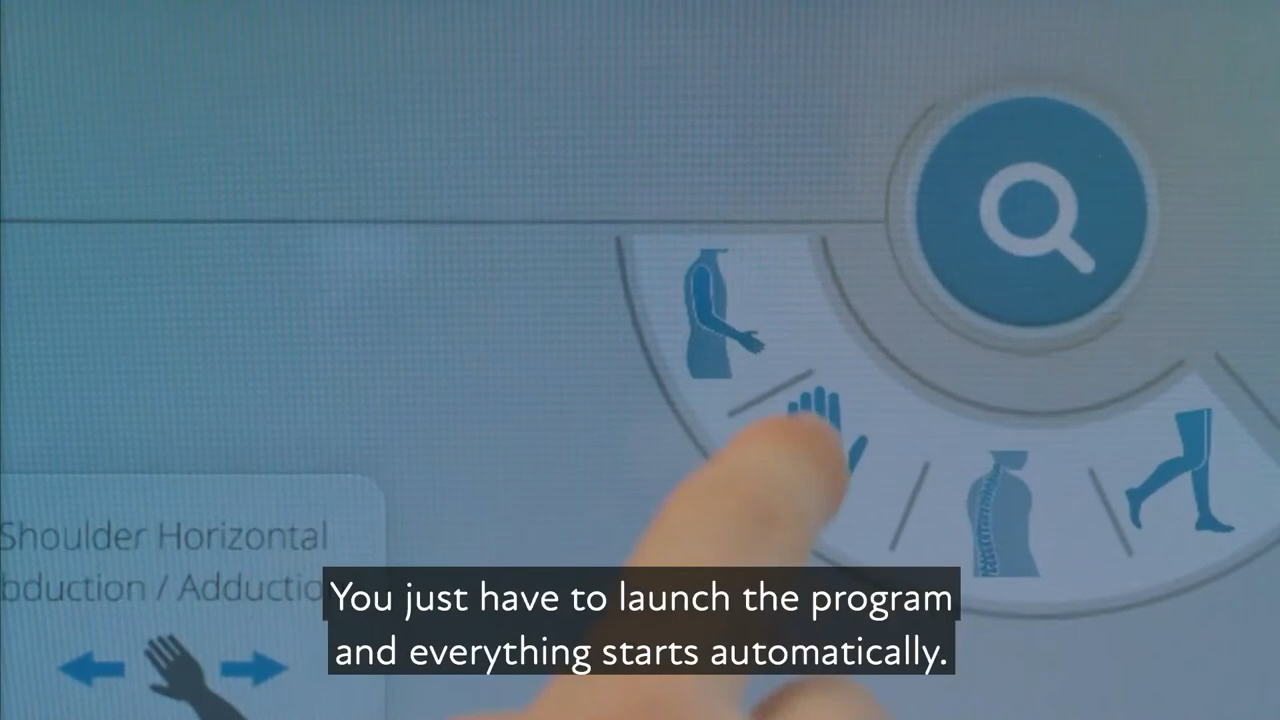 Shoulder Horizontal
bduction / Adductio
You just have to launch the program
and everything starts automatically.